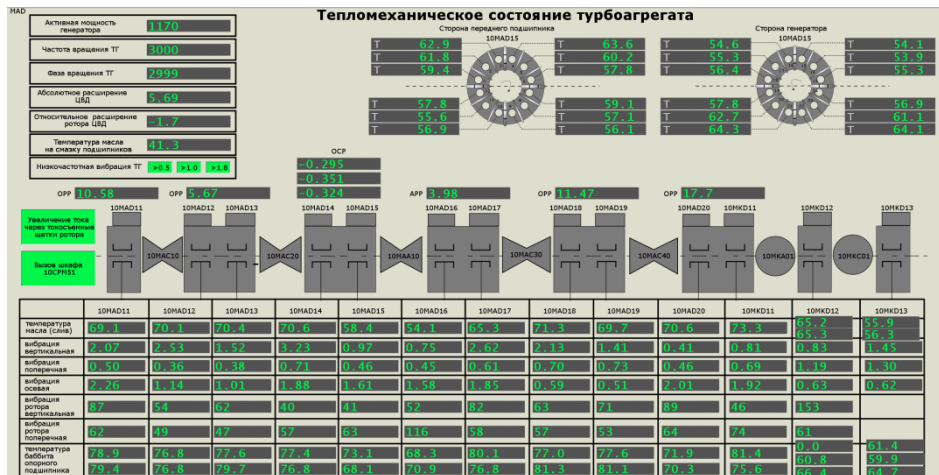 MAD
Тепломеханическое состояние турбоагрегата
Активная мощность генератора 1170
Частота вращения ТГ 3000
Фаза вращения ТГ 2999
Абсолютное расширение ЦВД 5.69
Относительное расширение ротора ЦВД -1.7
Температура масла на смазку подшипников 41.3
Низкочастотная вибрация ТГ >0.5 >1.0 >1.8
Сторона переднего подшипника
10MAD15
T 62.9 T 63.6
T 61.8 T 60.2
T 59.4 T 57.8
T 57.8 T 59.1
T 55.6 T 57.1
T 56.9 T 56.1
Сторона генератора
10MAD15
T 54.6 T 54.1
T 55.3 T 53.9
T 56.4 T 55.3
T 57.8 T 56.9
T 62.7 T 61.1
T 64.3 T 64.1
ОСР
-0.295
-0.351
-0.324
ОРР 10.58 ОРР 5.67 АРР 3.98 ОРР 11.47 ОРР 17.7
10MAD11 10MAD12 10MAD13 10MAD14 10MAD15 10MAD16 10MAD17 10MAD18 10MAD19 10MAD20 10MKD11 10MKD12 10MKD13
Увеличение тока через токосъемные щетки ротора
Вызов шкафа 10CPM51
10MAC10 10MAC20 10MAA10 10MAC30 10MAC40 10MKA01 10MKC01
10MAD11 10MAD12 10MAD13 10MAD14 10MAD15 10MAD16 10MAD17 10MAD18 10MAD19 10MAD20 10MKD11 10MKD12 10MKD13
температура масла (слив) 69.1 70.1 70.4 70.6 58.4 54.1 65.3 71.3 69.7 70.6 73.3 65.2 55.9
65.3 56.3
вибрация вертикальная 2.07 2.53 1.52 3.23 0.97 0.75 2.62 2.13 1.41 0.41 0.81 0.83 1.45
вибрация поперечная 0.50 0.36 0.38 0.71 0.46 0.45 0.61 0.70 0.73 0.46 0.69 1.19 1.30
вибрация осевая 2.26 1.14 1.01 1.88 1.61 1.58 1.85 0.59 0.51 2.01 1.92 0.63 0.62
вибрация ротора вертикальная 87 54 62 40 41 52 82 63 71 89 46 153
вибрация ротора поперечная 62 49 47 57 63 116 58 57 53 64 74 61
температура баббита опорного подшипника 78.9 76.8 77.6 77.4 73.1 68.3 80.1 77.0 77.6 71.9 81.4 0.0 61.4
60.8 59.9
79.4 76.8 79.7 76.8 68.1 70.9 76.8 81.3 81.1 70.3 75.6 66.4 64.7